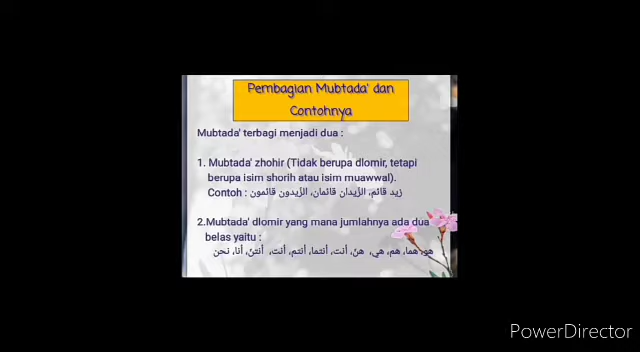 Pembagian Mubtada' dan
Contohnya
Mubtada' terbagi menjadi dua :
1. Mubtada' zhohir (Tidak berupa dlomir, tetapi
berupa isim shorih atau isim muawwal).
Contoh : زيد قائم، الزيدان قائمان، الزيدون قائمون
2.Mubtada' dlomir yang mana jumlahnya ada dua
belas yaitu :
هو، هما، هم، هي، هن، أنت، أنتما، أنتم، أنت، أنتن، أنا، نحن
PowerDirector